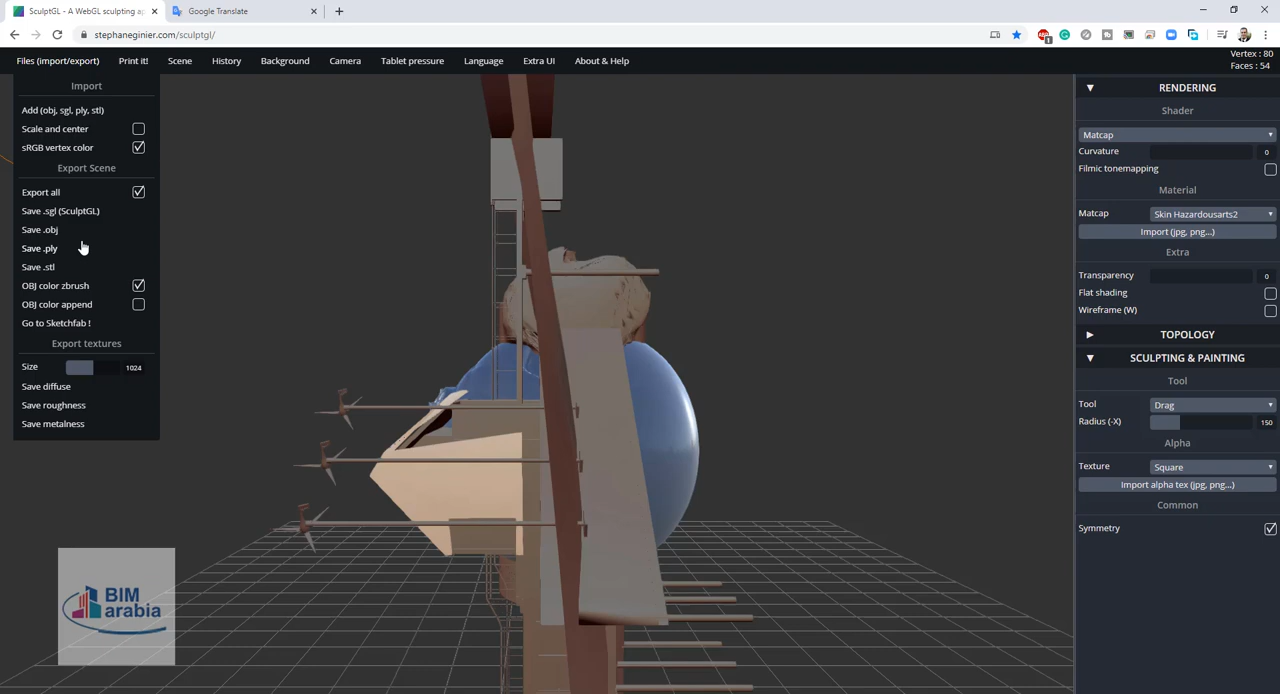 SculptGL - A WebGL sculpting ap
Google Translate
stephaneginier.com/sculptgl/
Files (import/export) Print it! Scene History Background Camera Tablet pressure Language Extra UI About & Help
Vertex : 80
Faces : 54
Import
Add (obj, sgl, ply, stl)
Scale and center
sRGB vertex color
Export Scene
Export all
Save .sgl (SculptGL)
Save .obj
Save .ply
Save .stl
OBJ color zbrush
OBJ color append
Go to Sketchfab !
Export textures
Size 1024
Save diffuse
Save roughness
Save metalness
RENDERING
Shader
Matcap
Curvature 0
Filmic tonemapping
Material
Matcap Skin Hazardousarts2
Import (jpg, png...)
Extra
Transparency 0
Flat shading
Wireframe (W)
TOPOLOGY
SCULPTING & PAINTING
Tool
Tool Drag
Radius (-X) 150
Alpha
Texture Square
Import alpha tex (jpg, png...)
Common
Symmetry
BIM
arabia